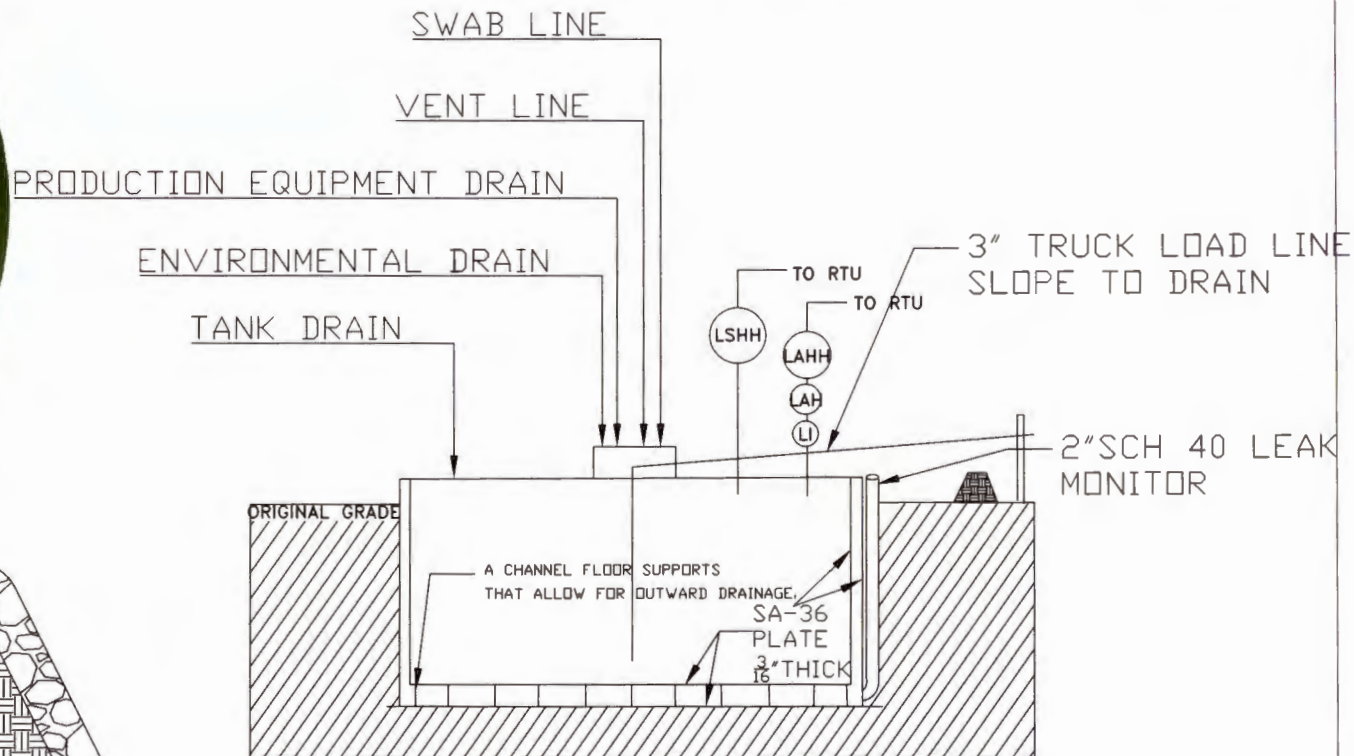 SWAB LINE
VENT LINE
PRODUCTION EQUIPMENT DRAIN
ENVIRONMENTAL DRAIN
TANK DRAIN
TO RTU
TO RTU
3" TRUCK LOAD LINE
SLOPE TO DRAIN
LSHH
LAHH
LAH
LI
2"SCH 40 LEAK
MONITOR
ORIGINAL GRADE
A CHANNEL FLOOR SUPPORTS
THAT ALLOW FOR OUTWARD DRAINAGE.
SA-36
PLATE
3/16"THICK